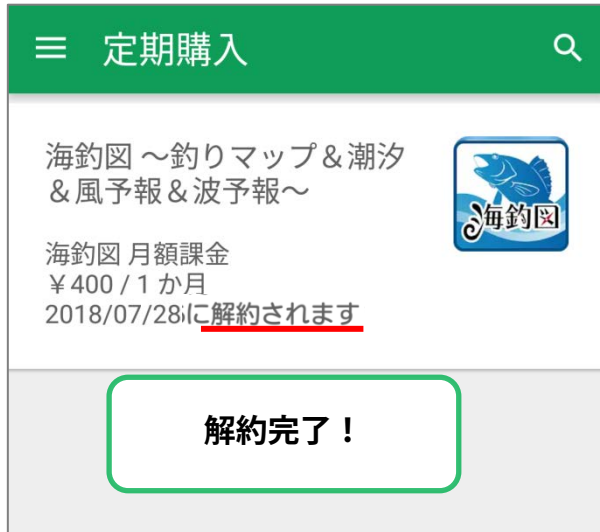 定期購入
海釣図 ～釣りマップ＆潮汐
＆風予報＆波予報～
海釣図
海釣図 月額課金
￥400 / 1 か月
2018/07/28に解約されます
解約完了！